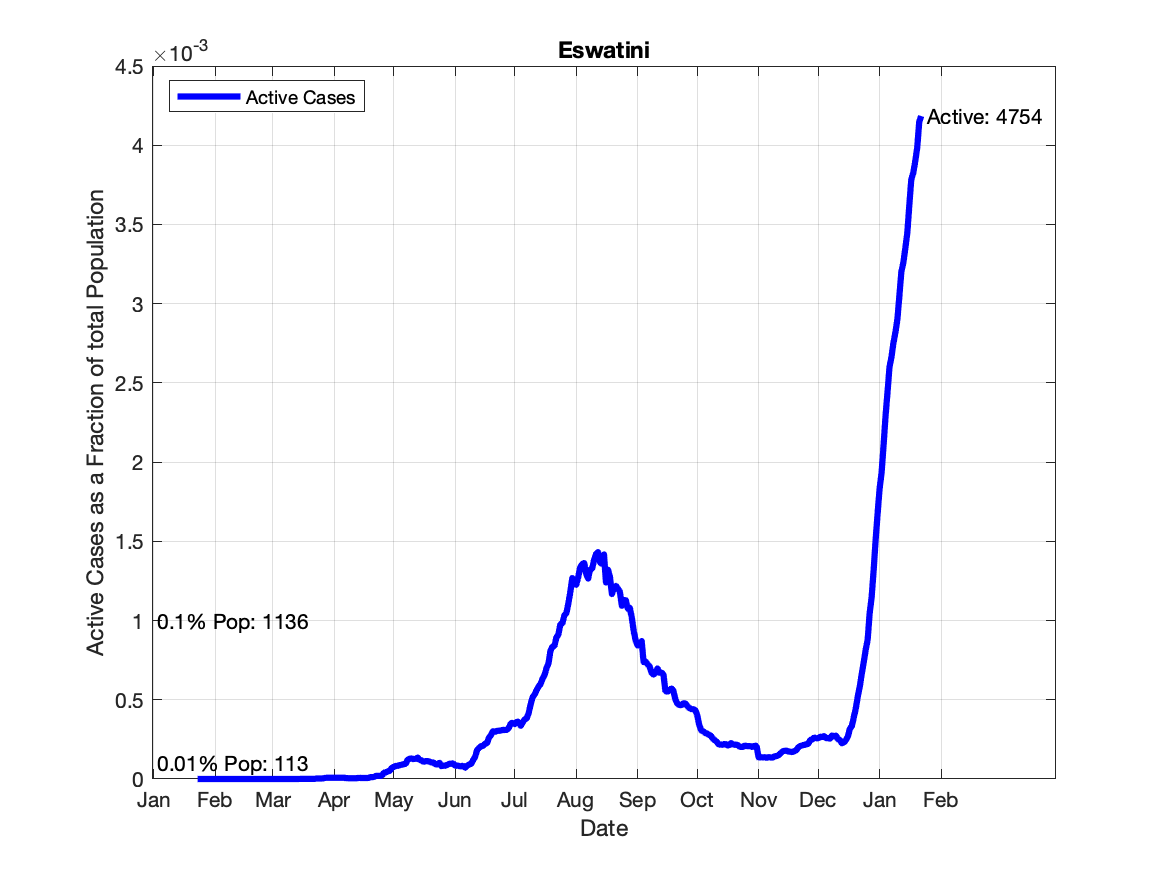 Eswatini
×10-3
4.5
4
3.5
3
2.5
2
1.5
1
0.5
0
Active Cases as a Fraction of total Population
Active Cases
Active: 4754
0.1% Pop: 1136
0.01% Pop: 113
Jan Feb Mar Apr May Jun Jul Aug Sep Oct Nov Dec Jan Feb
Date